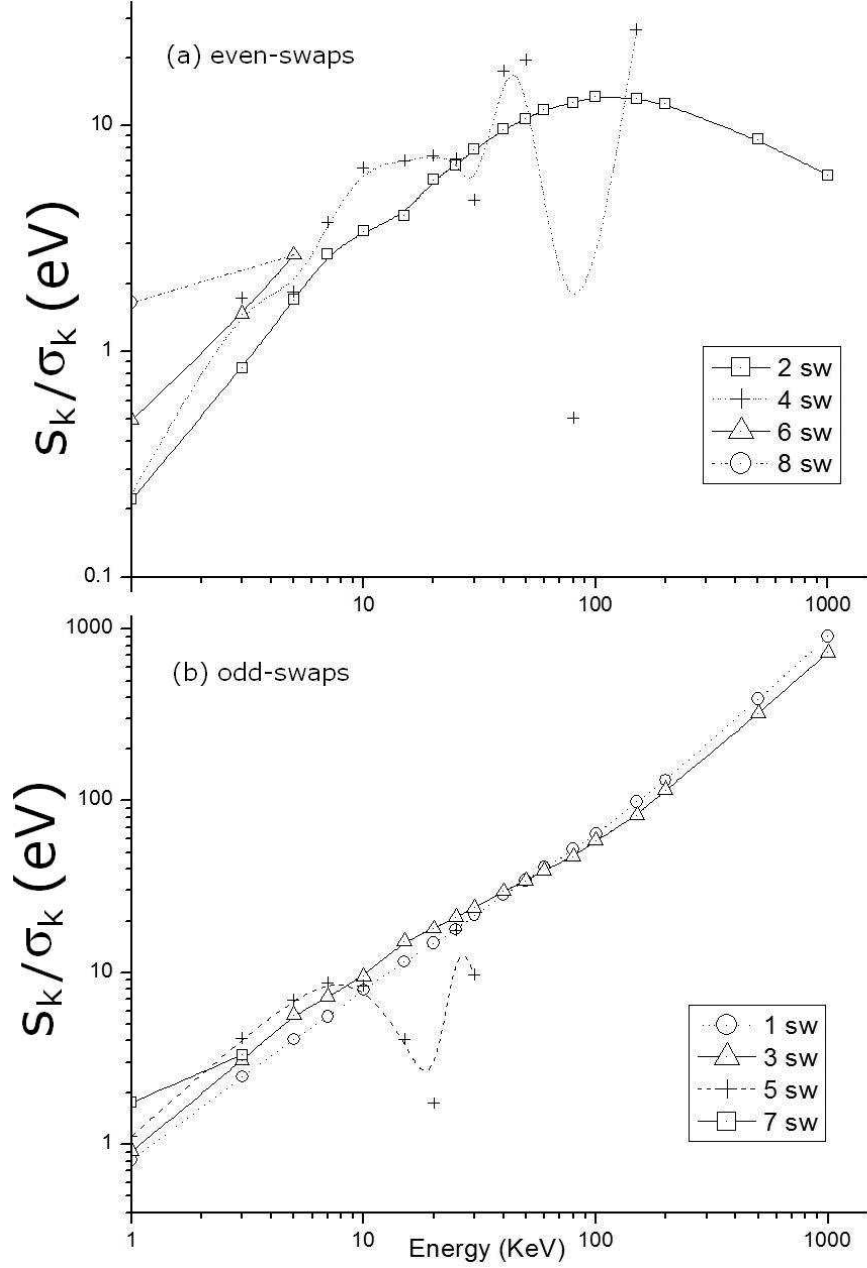 (a) even-swaps
S_k/σ_k (eV)
10
1
0.1
2 sw
4 sw
6 sw
8 sw
10
100
1000
(b) odd-swaps
S_k/σ_k (eV)
1000
100
10
1
1 sw
3 sw
5 sw
7 sw
1
10
100
1000
Energy (KeV)